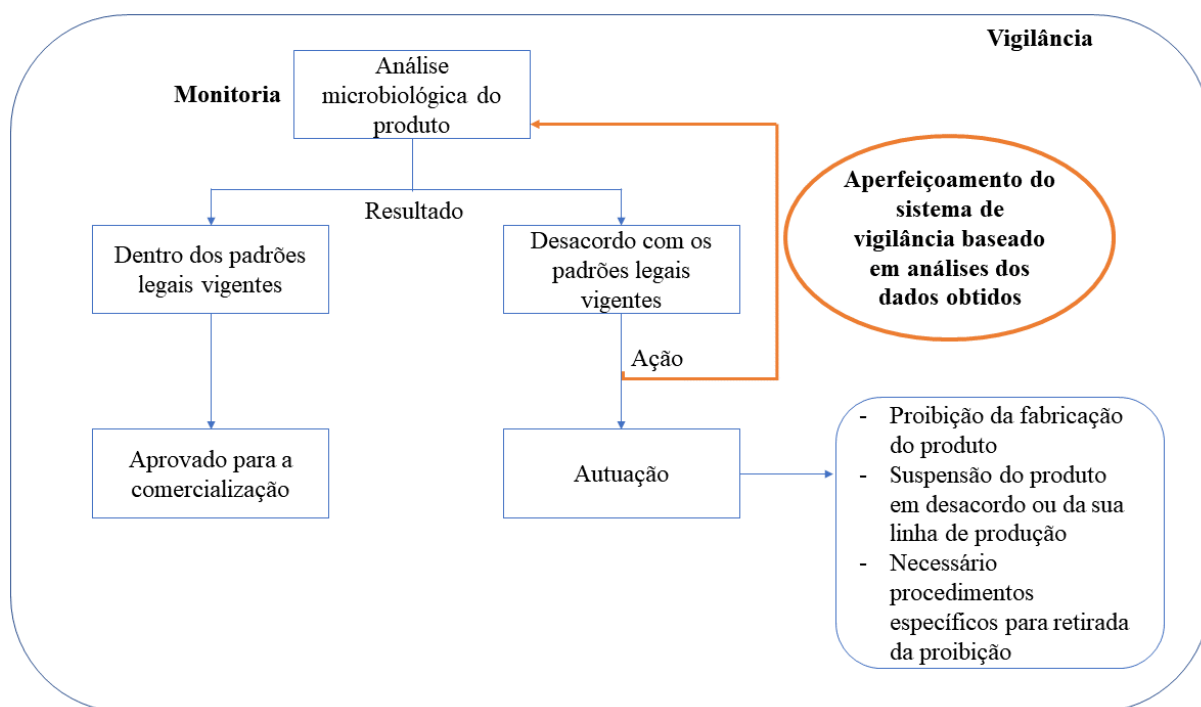 Vigilância
Análise
microbiológica do
produto
Monitoria
Resultado
Dentro dos padrões
legais vigentes
Desacordo com os
padrões legais
vigentes
Aperfeiçoamento do
sistema de
vigilância baseado
em análises dos
dados obtidos
Ação
Aprovado para a
comercialização
Autuação
- Proibição da fabricação
do produto
- Suspensão do produto
em desacordo ou da sua
linha de produção
- Necessário
procedimentos
específicos para retirada
da proibição